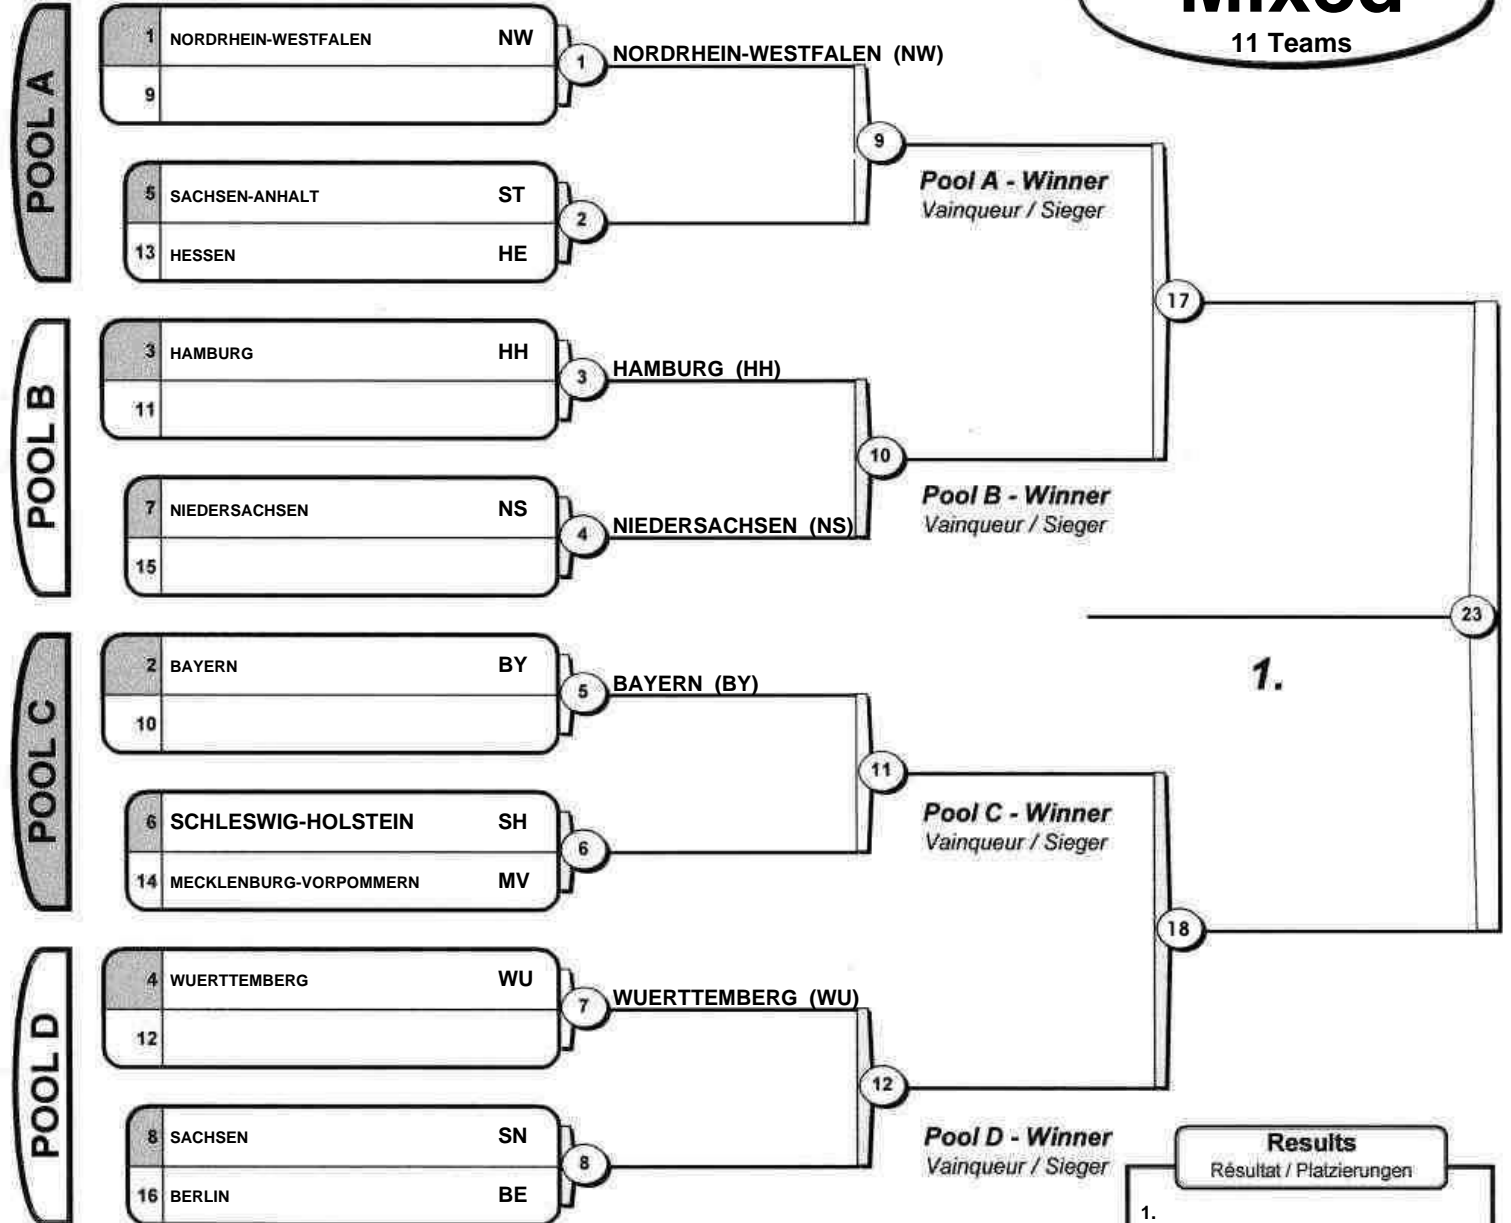 Mixed
11 Teams
POOL A
1 NORDRHEIN-WESTFALEN NW
9
1 NORDRHEIN-WESTFALEN (NW)
5 SACHSEN-ANHALT ST
13 HESSEN HE
2
9
Pool A - Winner
Vainqueur / Sieger
POOL B
3 HAMBURG HH
11
3 HAMBURG (HH)
7 NIEDERSACHSEN NS
15
4 NIEDERSACHSEN (NS)
10
Pool B - Winner
Vainqueur / Sieger
17
POOL C
2 BAYERN BY
10
5 BAYERN (BY)
6 SCHLESWIG-HOLSTEIN SH
14 MECKLENBURG-VORPOMMERN MV
6
11
Pool C - Winner
Vainqueur / Sieger
POOL D
4 WUERTTEMBERG WU
12
7 WUERTTEMBERG (WU)
8 SACHSEN SN
16 BERLIN BE
8
12
Pool D - Winner
Vainqueur / Sieger
18
23
1.
Results
Résultat / Platzierungen
1.